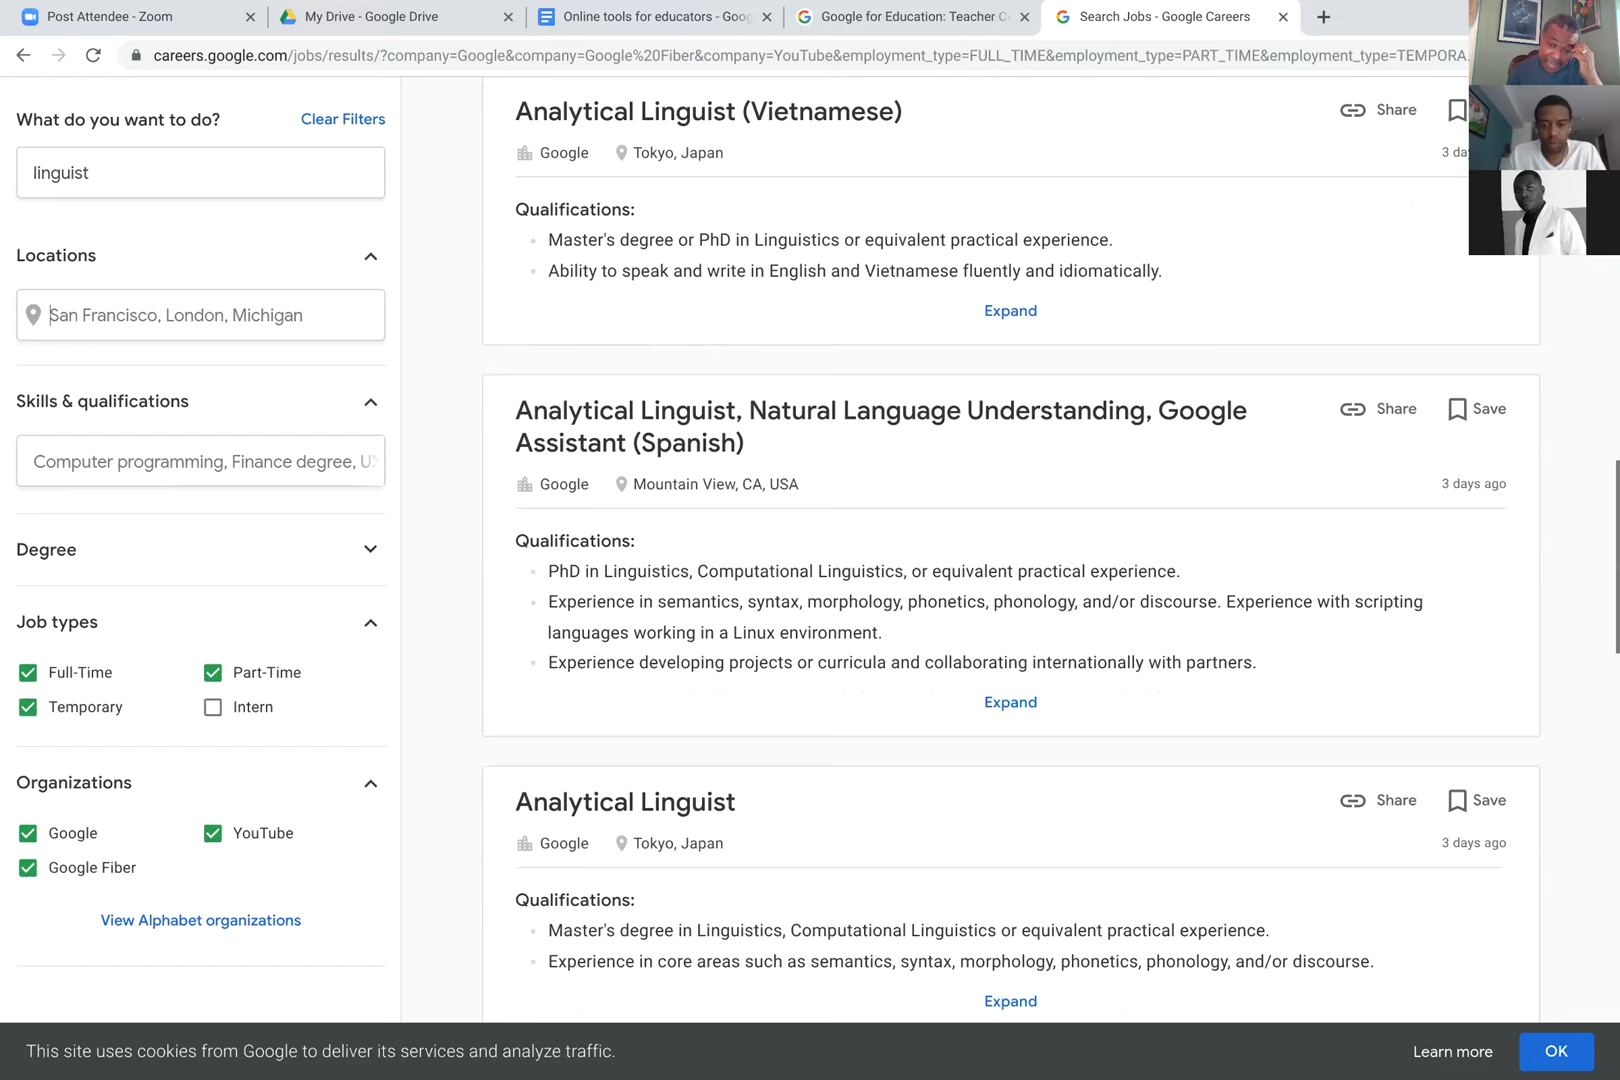 Post Attendee - Zoom
My Drive - Google Drive
Online tools for educators - Goog
Google for Education: Teacher C
Search Jobs - Google Careers
careers.google.com/jobs/results/?company=Google&company=Google%20Fiber&company=YouTube&employment_type=FULL_TIME&employment_type=PART_TIME&employment_type=TEMPORA
What do you want to do?
Clear Filters
linguist
Locations
San Francisco, London, Michigan
Skills & qualifications
Computer programming, Finance degree, UX
Degree
Job types
Full-Time
Part-Time
Temporary
Intern
Organizations
Google
YouTube
Google Fiber
View Alphabet organizations
Analytical Linguist (Vietnamese)
Share
Google
Tokyo, Japan
3 da
Qualifications:
Master's degree or PhD in Linguistics or equivalent practical experience.
Ability to speak and write in English and Vietnamese fluently and idiomatically.
Expand
Analytical Linguist, Natural Language Understanding, Google
Assistant (Spanish)
Share
Save
Google
Mountain View, CA, USA
3 days ago
Qualifications:
PhD in Linguistics, Computational Linguistics, or equivalent practical experience.
Experience in semantics, syntax, morphology, phonetics, phonology, and/or discourse. Experience with scripting
languages working in a Linux environment.
Experience developing projects or curricula and collaborating internationally with partners.
Expand
Analytical Linguist
Share
Save
Google
Tokyo, Japan
3 days ago
Qualifications:
Master's degree in Linguistics, Computational Linguistics or equivalent practical experience.
Experience in core areas such as semantics, syntax, morphology, phonetics, phonology, and/or discourse.
Expand
This site uses cookies from Google to deliver its services and analyze traffic.
Learn more
OK